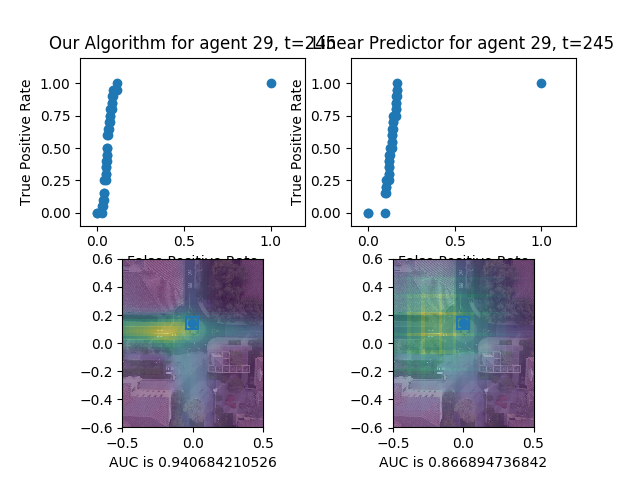 Our Algorithm for agent 29, t=245
Linear Predictor for agent 29, t=245
True Positive Rate
1.00
0.75
0.50
0.25
0.00
0.0 0.5 1.0
False Positive Rate
True Positive Rate
1.00
0.75
0.50
0.25
0.00
0.0 0.5 1.0
False Positive Rate
0.6
0.4
0.2
0.0
−0.2
−0.4
−0.6
−0.5 0.0 0.5
AUC is 0.940684210526
0.6
0.4
0.2
0.0
−0.2
−0.4
−0.6
−0.5 0.0 0.5
AUC is 0.866894736842